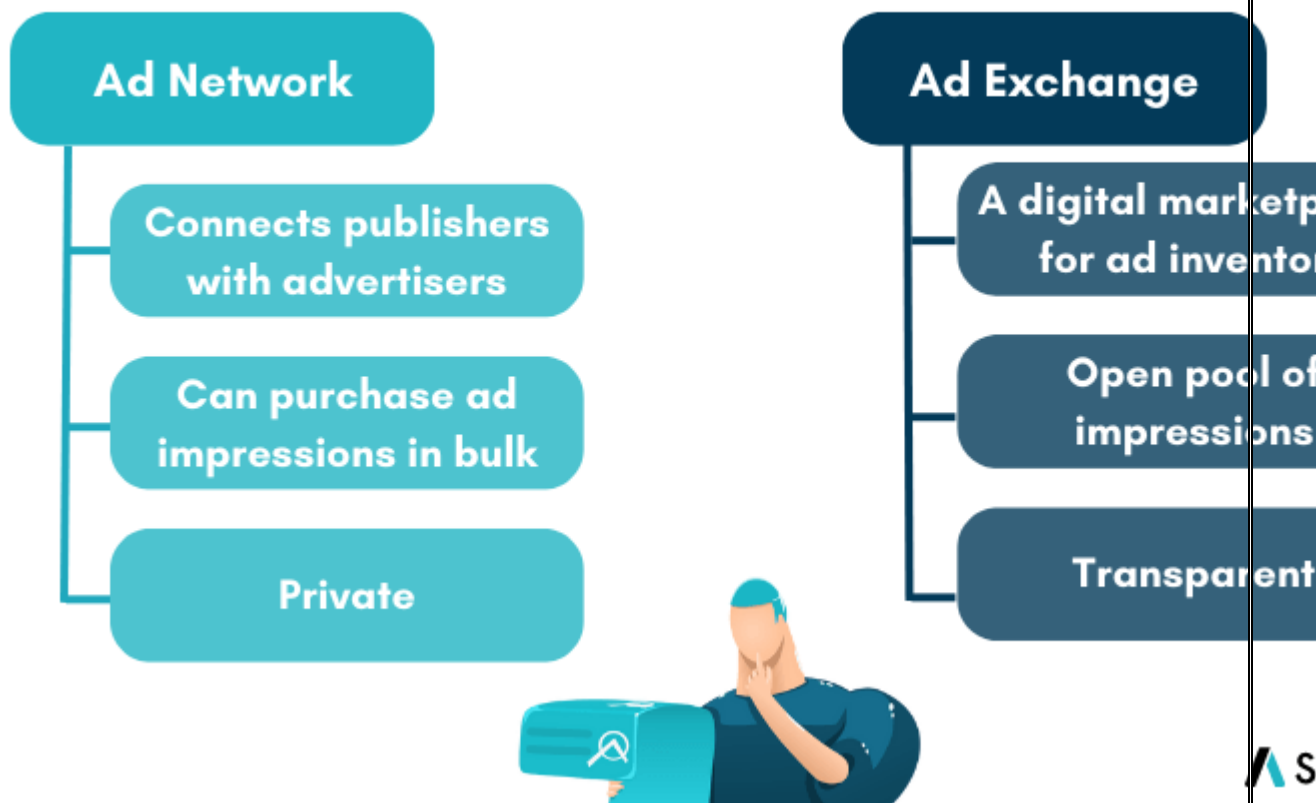 Ad Network
Connects publishers
with advertisers
Can purchase ad
impressions in bulk
Private
Ad Exchange
A digital marketp
for ad invento
Open pool of
impressions
Transparent
S